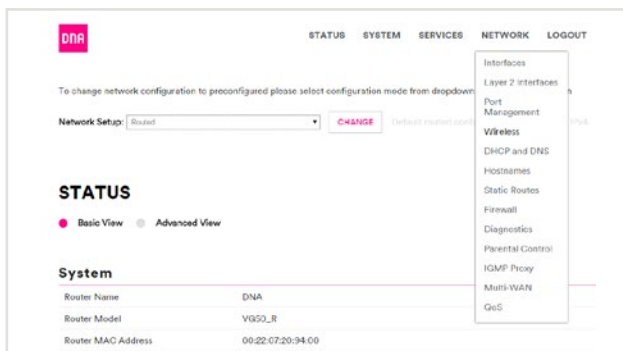 DNA
STATUS SYSTEM SERVICES NETWORK LOGOUT
Interfaces
Layer 2 Interfaces
Port
Management
Wireless
DHCP and DNS
Hostnames
Static Routes
Firewall
Diagnostics
Parental Control
IGMP Proxy
Multi-WAN
QoS
To change network configuration to preconfigured please select configuration mode from dropdown
Network Setup: Routed CHANGE Default routed IPv4
STATUS
Basic View Advanced View
System
Router Name DNA
Router Model VG50_R
Router MAC Address 00:22:07:20:94:00